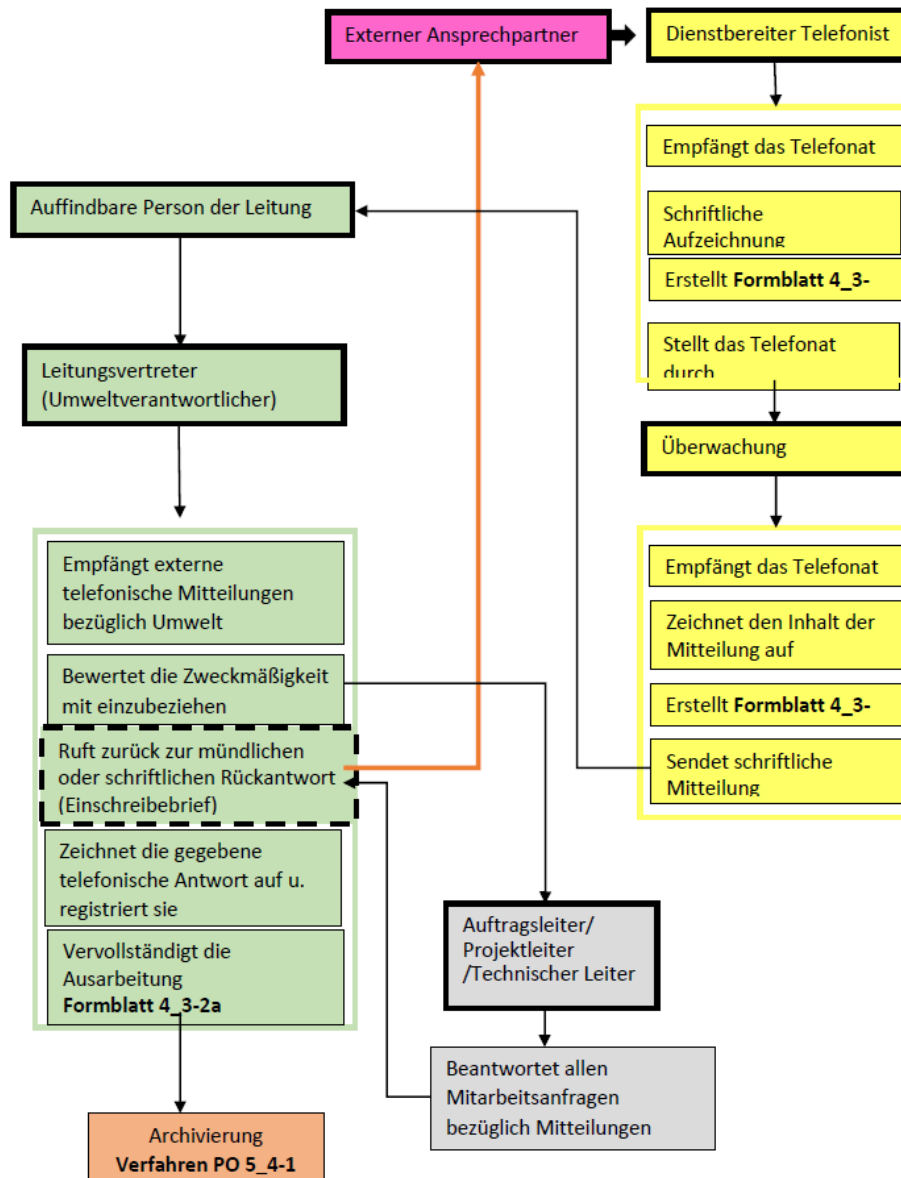 Externer Ansprechpartner
Dienstbereiter Telefonist
Empfängt das Telefonat
Schriftliche
Aufzeichnung
Erstellt Formblatt 4_3-
Stellt das Telefonat
durch
Überwachung
Empfängt das Telefonat
Zeichnet den Inhalt der
Mitteilung auf
Erstellt Formblatt 4_3-
Sendet schriftliche
Mitteilung
Auffindbare Person der Leitung
Leitungsvertreter
(Umweltverantwortlicher)
Empfängt externe
telefonische Mitteilungen
bezüglich Umwelt
Bewertet die Zweckmäßigkeit
mit einzubeziehen
Ruft zurück zur mündlichen
oder schriftlichen Rückantwort
(Einschreibebrief)
Zeichnet die gegebene
telefonische Antwort auf u.
registriert sie
Vervollständigt die
Ausarbeitung
Formblatt 4_3-2a
Auftragsleiter/
Projektleiter
/Technischer Leiter
Beantwortet allen
Mitarbeitsanfragen
bezüglich Mitteilungen
Archivierung
Verfahren PO 5_4-1